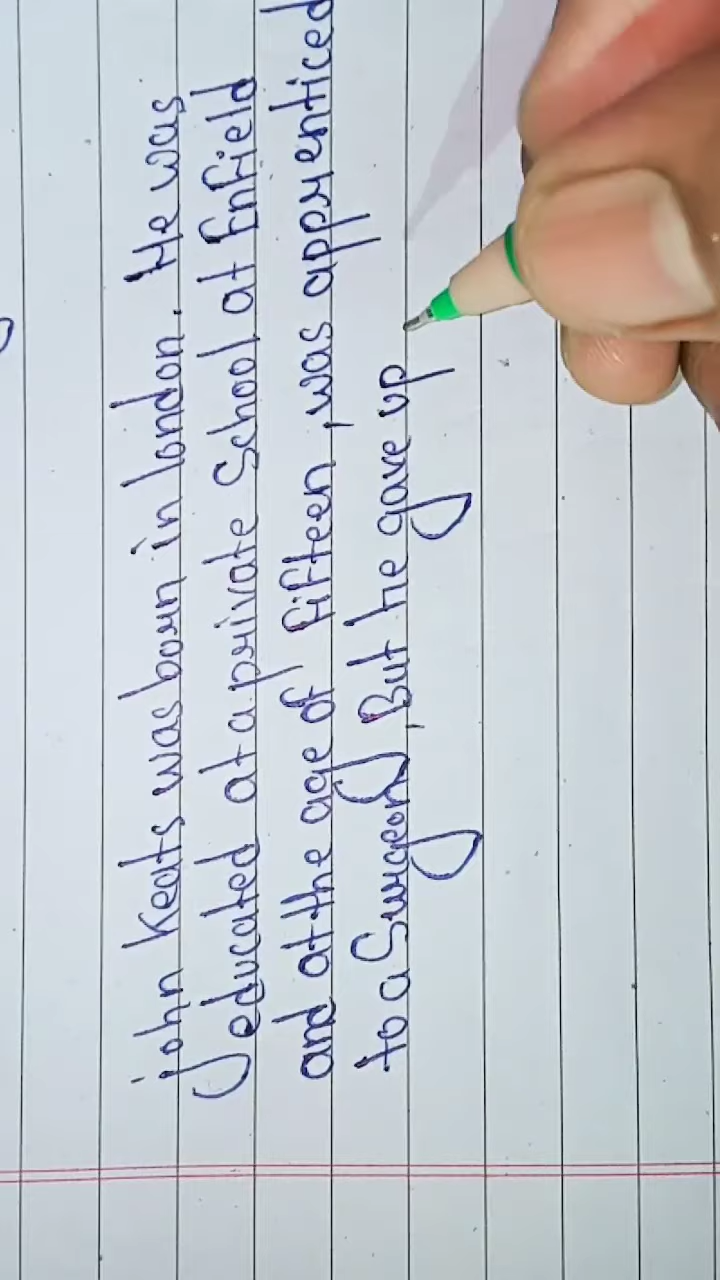 john Keats was born in london. He was
educated at a private School at Enfield
and at the age of fifteen, was apprenticed
to a Surgeon, But he gave up